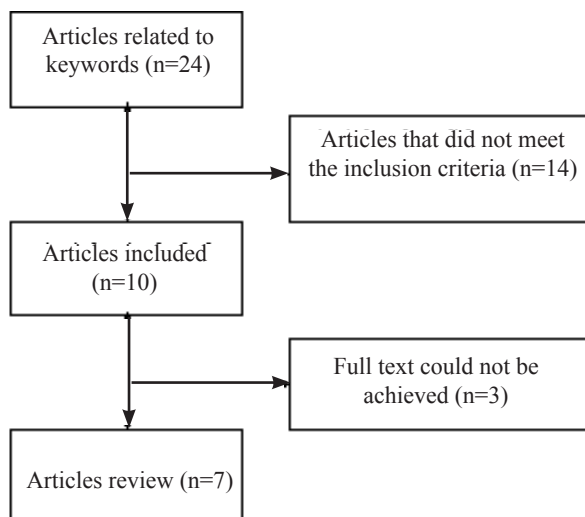 Articles related to
keywords (n=24)
Articles that did not meet
the inclusion criteria (n=14)
Articles included
(n=10)
Full text could not be
achieved (n=3)
Articles review (n=7)